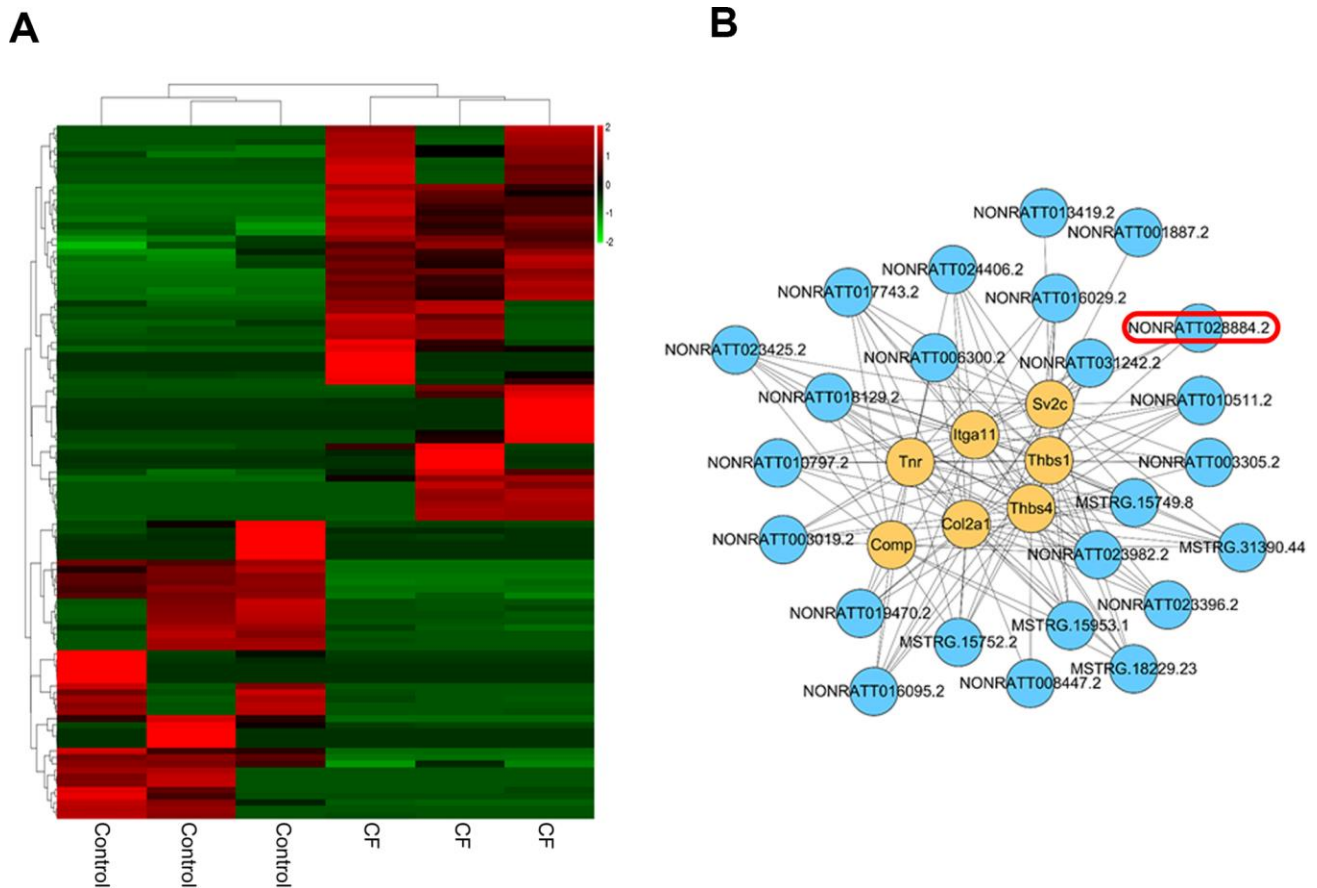 A
B
2
1
0
-1
-2
Control
Control
Control
CF
CF
CF
NONRATT013419.2
NONRATT001887.2
NONRATT024406.2
NONRATT017743.2
NONRATT016029.2
NONRATT028884.2
NONRATT023425.2
NONRATT006300.2
NONRATT031242.2
NONRATT018129.2
Sv2c
NONRATT010511.2
Itga11
NONRATT010797.2
Tnr
Thbs1
NONRATT003305.2
MSTRG.15749.8
Thbs4
Col2a1
NONRATT003019.2
Comp
NONRATT023982.2
MSTRG.31390.44
NONRATT023396.2
NONRATT019470.2
MSTRG.15953.1
MSTRG.15752.2
MSTRG.18229.23
NONRATT016095.2
NONRATT008447.2